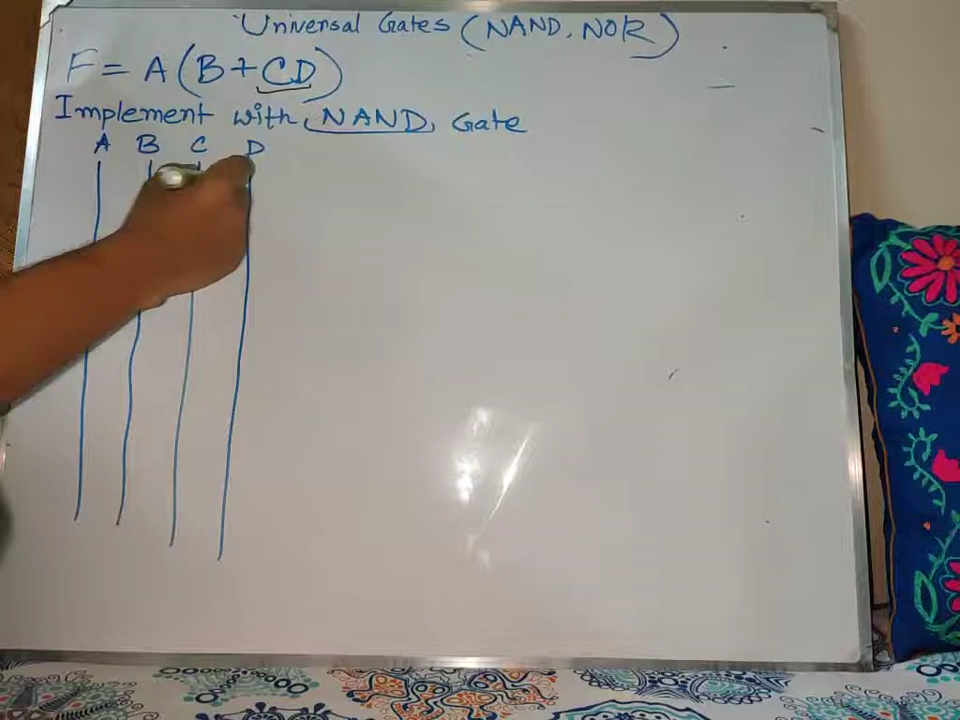 Universal Gates (NAND, NOR)
F = A(B+CD)
Implement with NAND, Gate
A B C D